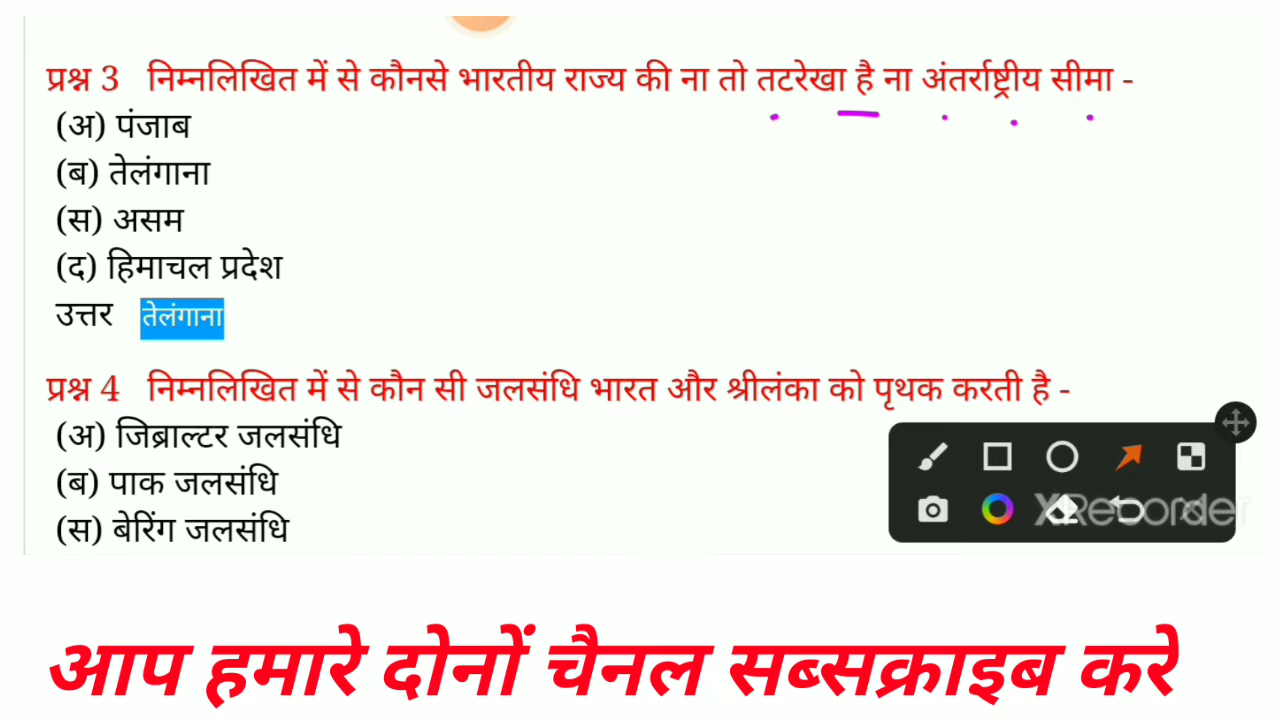 प्रश्न 3 निम्नलिखित में से कौनसे भारतीय राज्य की ना तो तटरेखा है ना अंतर्राष्ट्रीय सीमा -
(अ) पंजाब
(ब) तेलंगाना
(स) असम
(द) हिमाचल प्रदेश
उत्तर तेलंगाना
प्रश्न 4 निम्नलिखित में से कौन सी जलसंधि भारत और श्रीलंका को पृथक करती है -
(अ) जिब्राल्टर जलसंधि
(ब) पाक जलसंधि
(स) बेरिंग जलसंधि
XRecorder
आप हमारे दोनों चैनल सब्सक्राइब करे